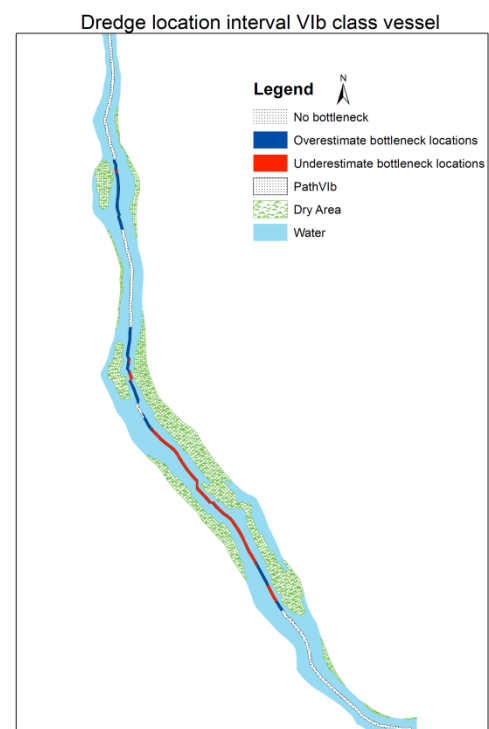 Dredge location interval VIb class vessel
Legend
N
No bottleneck
Overestimate bottleneck locations
Underestimate bottleneck locations
PathVIb
Dry Area
Water